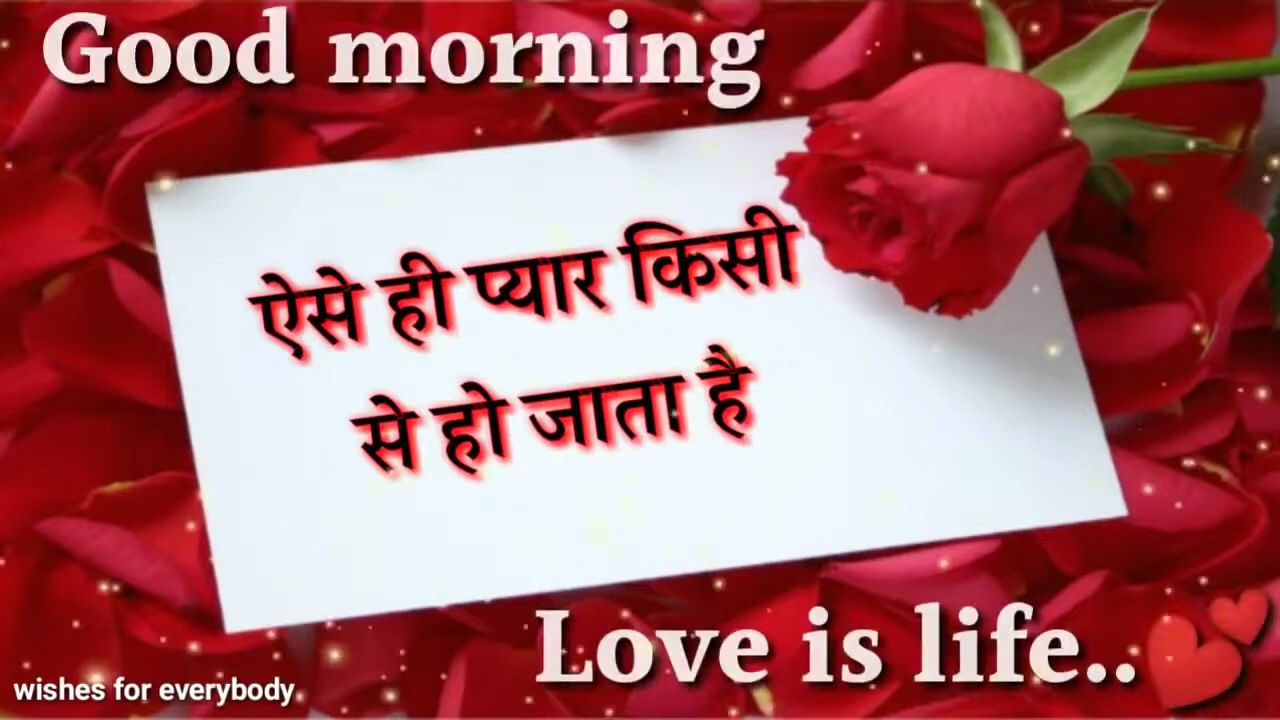 Good morning
ऐसे ही प्यार किसी
से हो जाता है
Love is life..💕
wishes for everybody